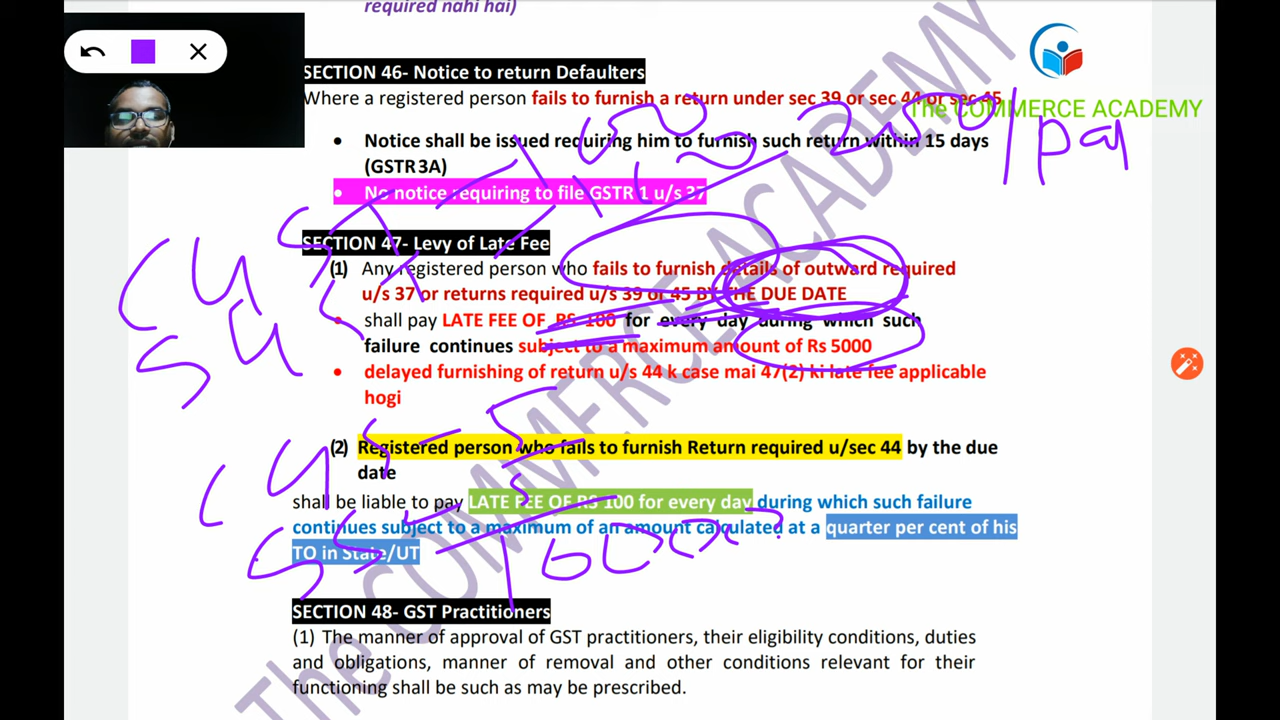 required nahi hai)
SECTION 46- Notice to return Defaulters
Where a registered person fails to furnish a return under sec 39 or sec 44 or sec 45
The COMMERCE ACADEMY
• Notice shall be issued requiring him to furnish such return within 15 days
(GSTR 3A)
• No notice requiring to file GSTR 1 u/s 37
SECTION 47- Levy of Late Fee
(1) Any registered person who fails to furnish details of outward required
u/s 37 or returns required u/s 39 or 45 BY THE DUE DATE
• shall pay LATE FEE OF RS 100 for every day during which such
failure continues subject to a maximum amount of Rs 5000
• delayed furnishing of return u/s 44 k case mai 47(2) ki late fee applicable
hogi
(2) Registered person who fails to furnish Return required u/sec 44 by the due
date
shall be liable to pay LATE FEE OF RS 100 for every day during which such failure
continues subject to a maximum of an amount calculated at a quarter per cent of his
TO in State/UT
SECTION 48- GST Practitioners
(1) The manner of approval of GST practitioners, their eligibility conditions, duties
and obligations, manner of removal and other conditions relevant for their
functioning shall be such as may be prescribed.
The COMMERCE ACADEMY